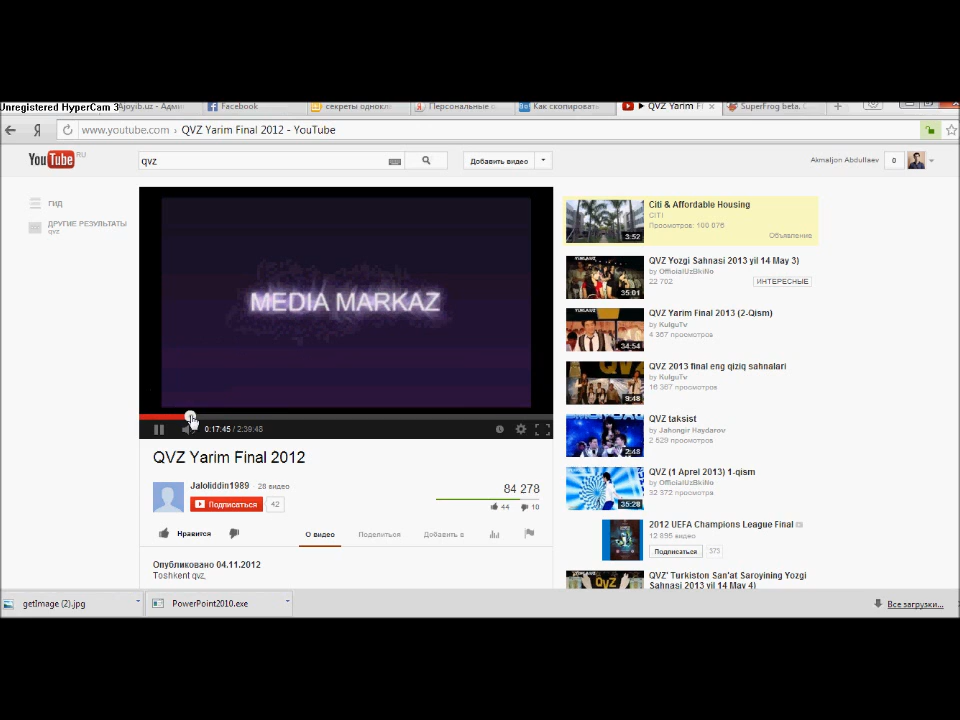 Unregistered HyperCam 3
Ajoyib.uz - Админ
Facebook
секреты однокл
Персональные с
Как скопировать
QVZ Yarim Fi
SuperFrog beta. C
Я
www.youtube.com › QVZ Yarim Final 2012 - YouTube
YouTube RU
qvz
Добавить видео
Akmaljon Abdullaev
0
ГИД
ДРУГИЕ РЕЗУЛЬТАТЫ
qvz
MEDIA MARKAZ
0:17:45 / 2:39:48
QVZ Yarim Final 2012
Jaloliddin1989 28 видео
Подписаться 42
84 278
44 10
Нравится
О видео
Поделиться
Добавить в
Опубликовано 04.11.2012
Toshkent qvz,
Citi & Affordable Housing
CITI
Просмотров: 100 876
Объявление
3:52
QVZ Yozgi Sahnasi 2013 yil 14 May 3)
by OfficialUzBkiNo
22 702
ИНТЕРЕСНЫЕ
35:01
QVZ Yarim Final 2013 (2-Qism)
by KulguTv
4 367 просмотров
34:54
QVZ 2013 final eng qiziq sahnalari
by KulguTv
16 367 просмотров
9:48
QVZ taksist
by Jahongir Haydarov
2 529 просмотров
2:48
QVZ (1 Aprel 2013) 1-qism
by OfficialUzBkiNo
32 372 просмотра
35:28
2012 UEFA Champions League Final
12 895 видео
Подписаться 373
QVZ' Turkiston San'at Saroyining Yozgi
Sahnasi 2013 yil 14 May 4)
getImage (2).jpg
PowerPoint2010.exe
Все загрузки...